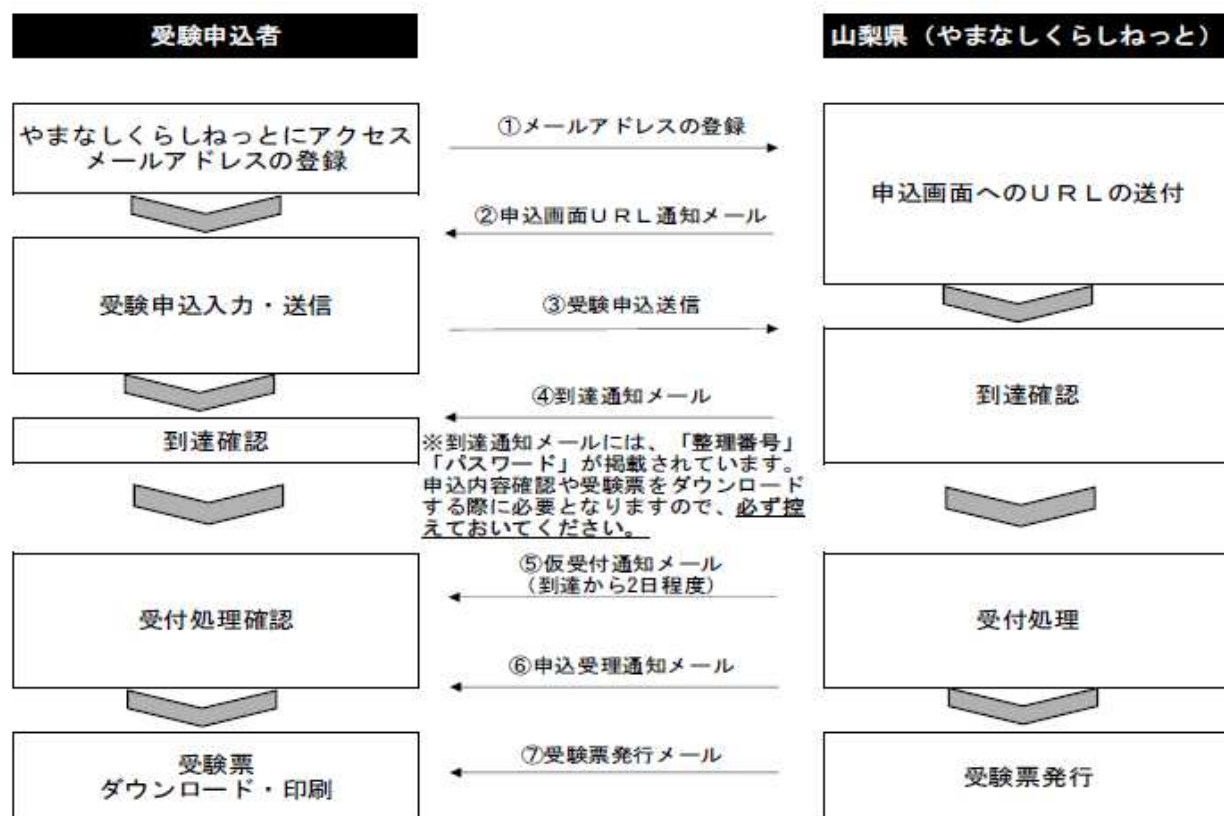 受験申込者
山梨県（やまなしくらしねっと）
やまなしくらしねっとにアクセス
メールアドレスの登録
①メールアドレスの登録
申込画面へのＵＲＬの送付
②申込画面ＵＲＬ通知メール
受験申込入力・送信
③受験申込送信
到達確認
④到達通知メール
到達確認
※到達通知メールには、「整理番号」
「パスワード」が掲載されています。
申込内容確認や受験票をダウンロード
する際に必要となりますので、必ず控
えておいてください。
⑤仮受付通知メール
（到達から2日程度）
受付処理確認
受付処理
⑥申込受理通知メール
受験票
ダウンロード・印刷
⑦受験票発行メール
受験票発行